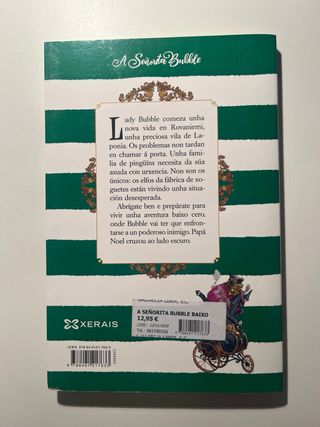 A Señorita Bubble
Lady Bubble comeza unha
nova vida en Rovaniemi,
unha preciosa vila de La-
ponia. Os problemas non tardan
en chamar á porta. Unha fami-
lia de pingüíns necesita da súa
axuda con urxencia. Non son os
únicos: os elfos da fábrica de xo-
guetes están vivindo unha situa-
ción desesperada.
Abrígate ben e prepárate para
vivir unha aventura baixo cero,
onde Bubble vai ter que enfron-
tarse a un poderoso inimigo. Papá
Noel cruzou ao lado escuro.
A SEÑORITA BUBBLE BAIXO
12,95 €
XERAIS